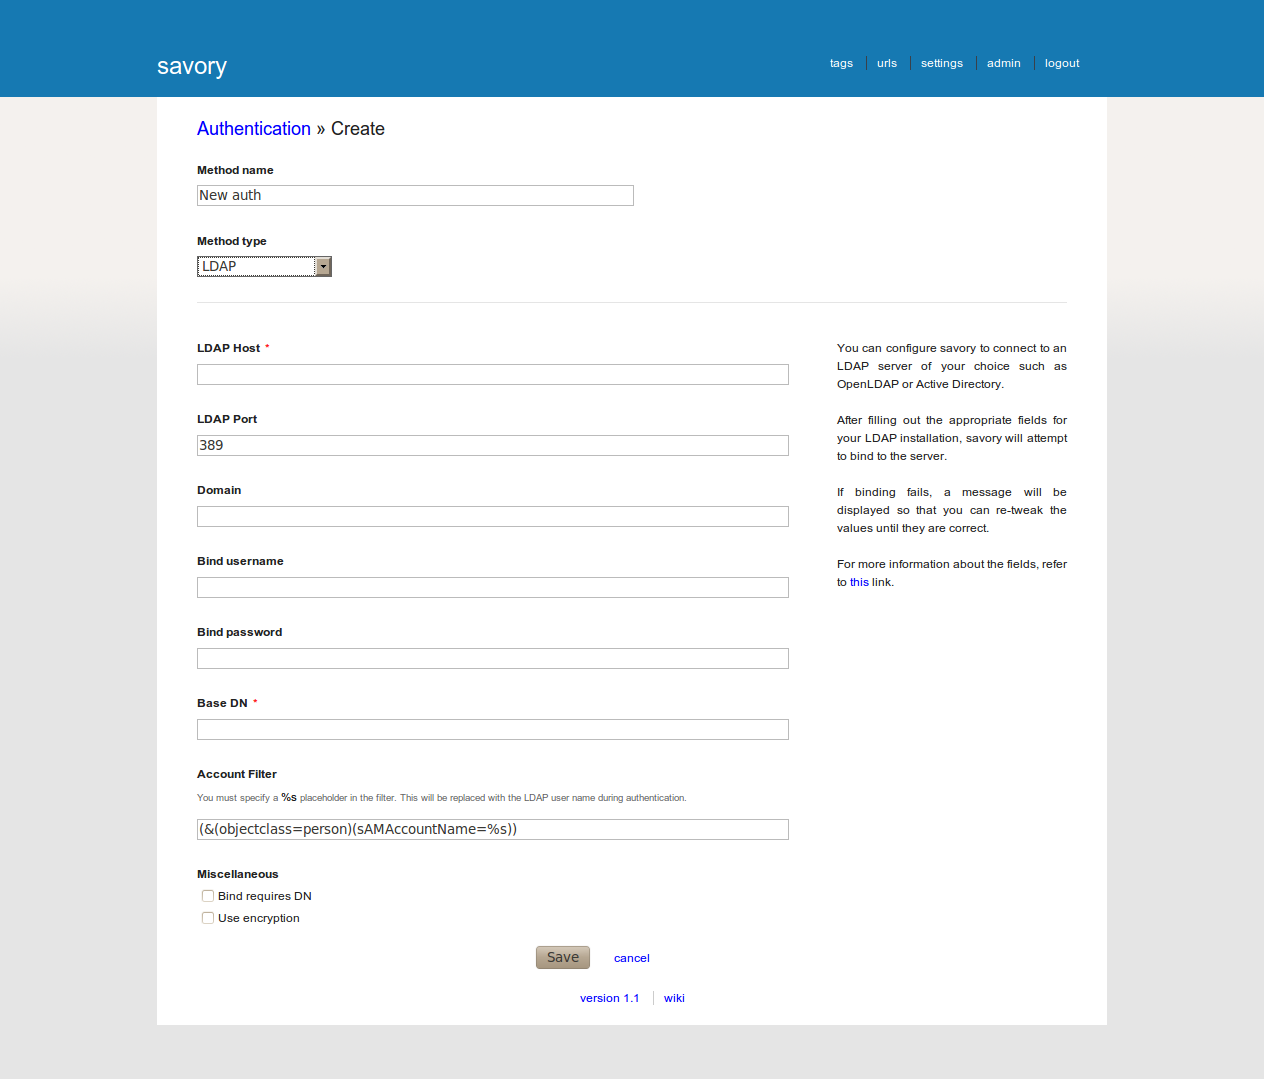 savory
tags
urls
settings
admin
logout
Authentication » Create
Method name
New auth
Method type
LDAP
LDAP Host *
LDAP Port
389
Domain
Bind username
Bind password
Base DN *
Account Filter
You must specify a %s placeholder in the filter. This will be replaced with the LDAP user name during authentication.
(&(objectclass=person)(sAMAccountName=%s))
Miscellaneous
Bind requires DN
Use encryption
You can configure savory to connect to an
LDAP server of your choice such as
OpenLDAP or Active Directory.
After filling out the appropriate fields for
your LDAP installation, savory will attempt
to bind to the server.
If binding fails, a message will be
displayed so that you can re-tweak the
values until they are correct.
For more information about the fields, refer
to this link.
Save
cancel
version 1.1
wiki